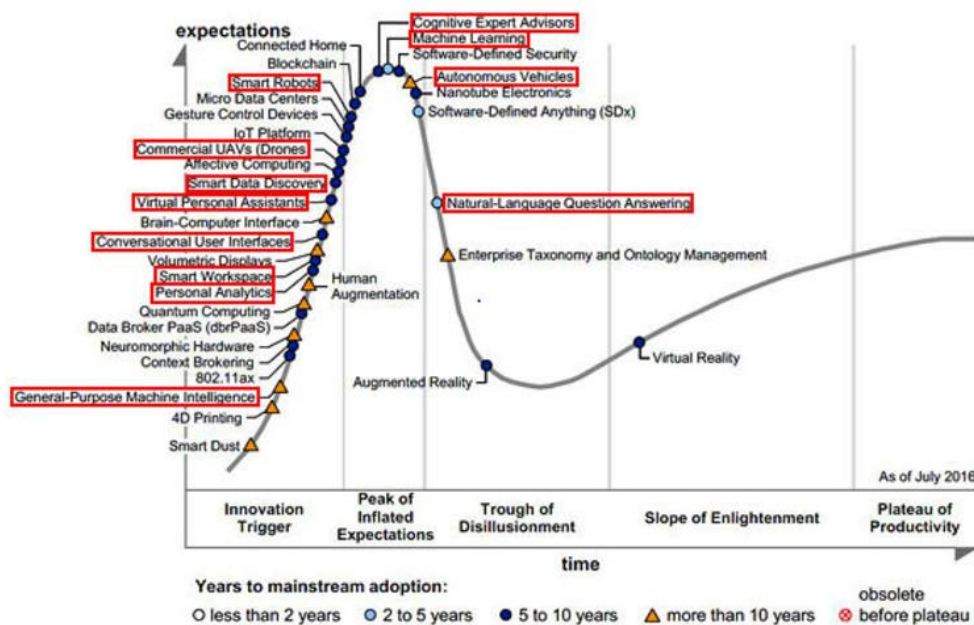 expectations
Cognitive Expert Advisors
Machine Learning
Connected Home
Software-Defined Security
Blockchain
Autonomous Vehicles
Smart Robots
Nanotube Electronics
Micro Data Centers
Software-Defined Anything (SDx)
Gesture Control Devices
IoT Platform
Commercial UAVs (Drones
Affective Computing
Smart Data Discovery
Virtual Personal Assistants
Natural-Language Question Answering
Brain-Computer Interface
Conversational User Interfaces
Enterprise Taxonomy and Ontology Management
Volumetric Displays
Smart Workspace
Human
Augmentation
Personal Analytics
Quantum Computing
Data Broker PaaS (dbrPaaS)
Neuromorphic Hardware
Context Brokering
Virtual Reality
802.11ax
Augmented Reality
General-Purpose Machine Intelligence
4D Printing
Smart Dust
As of July 2016
Innovation
Trigger
Peak of
Inflated
Expectations
Trough of
Disillusionment
Slope of Enlightenment
Plateau of
Productivity
time
Years to mainstream adoption:
less than 2 years
2 to 5 years
5 to 10 years
more than 10 years
obsolete
before plateau